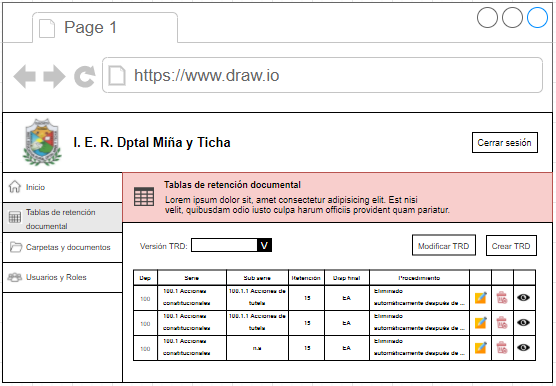 Page 1
https://www.draw.io
I. E. R. Dptal Miña y Ticha
Cerrar sesión
Inicio
Tablas de retención
documental
Carpetas y documentos
Usuarios y Roles
Tablas de retención documental
Lorem ipsum dolor sit, amet consectetur adipisicing elit. Est nisi
velit, quibusdam odio iusto culpa harum officiis provident quam pariatur.
Versión TRD:
V
Modificar TRD
Crear TRD
Dep Serie Sub serie Retención Disp final Procedimiento
100 100.1 Acciones constitucionales 100.1.1 Acciones de tutela 15 EA Eliminado automáticamente después de ...
100 100.1 Acciones constitucionales 100.1.1 Acciones de tutela 15 EA Eliminado automáticamente después de ...
100 100.1 Acciones constitucionales n.a 15 EA Eliminado automáticamente después de ...